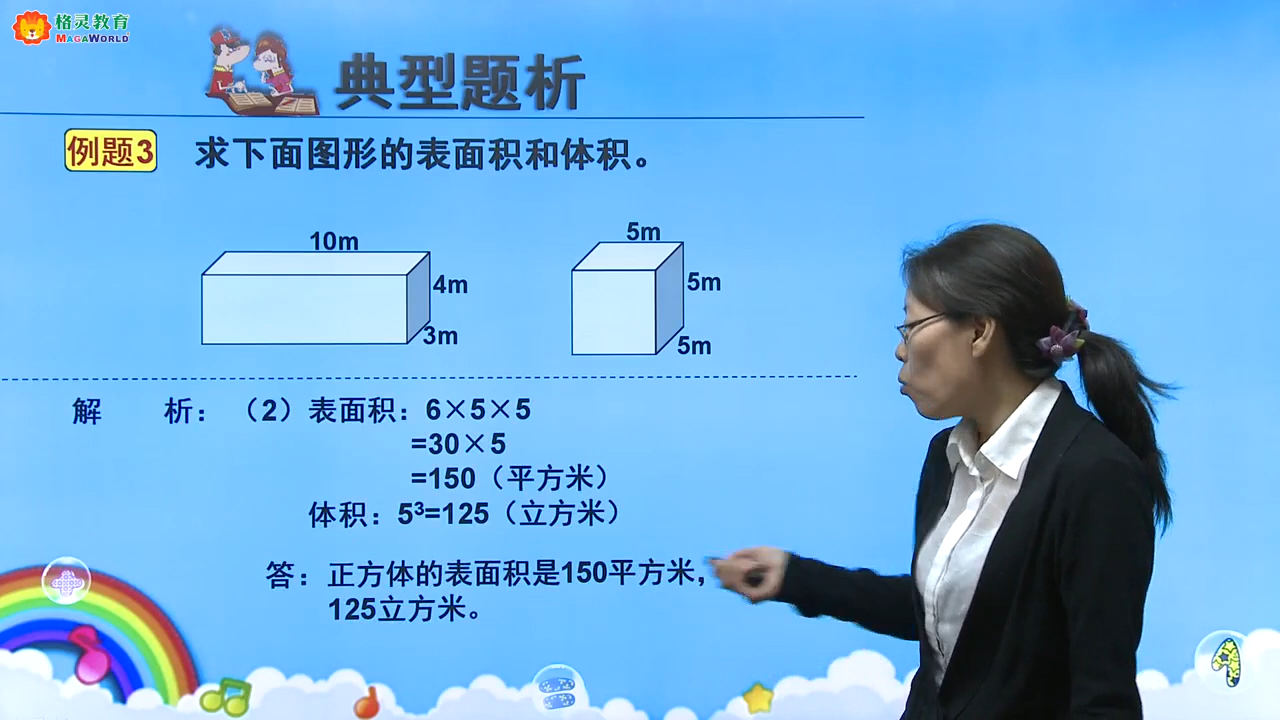 格灵教育
MAGAWORLD
典型题析
例题3 求下面图形的表面积和体积。
10m
4m
3m
5m
5m
5m
解 析：（2）表面积：6×5×5
=30×5
=150（平方米）
体积：5³=125（立方米）
答：正方体的表面积是150平方米，
125立方米。